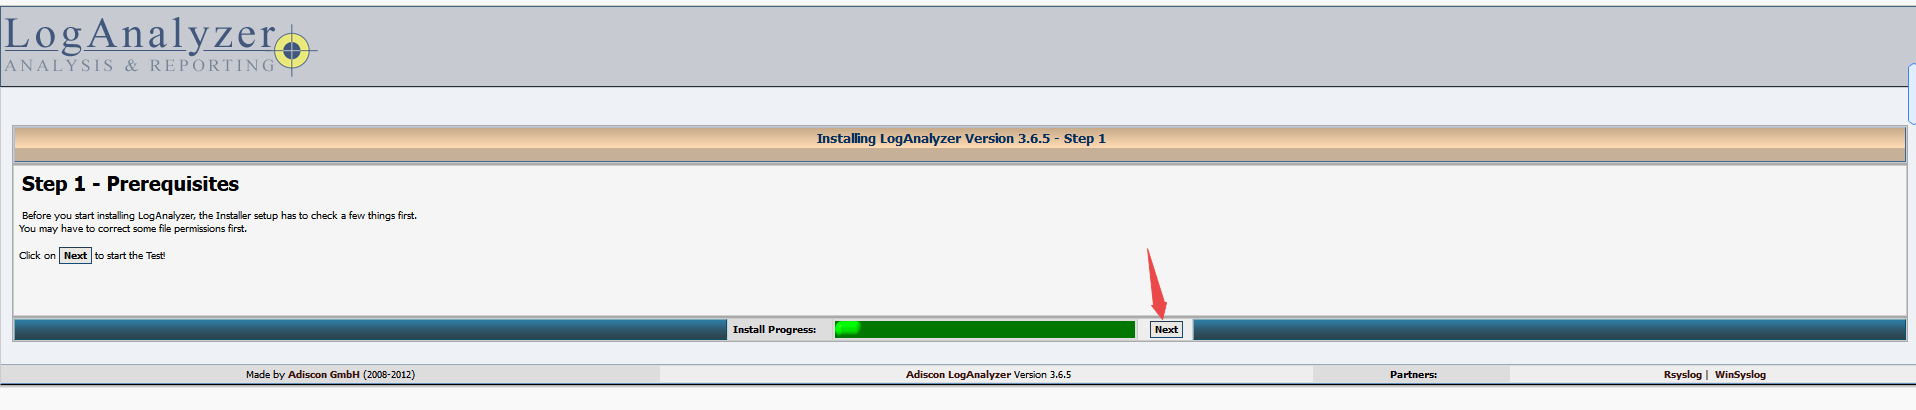 LogAnalyzer
ANALYSIS & REPORTING
Installing LogAnalyzer Version 3.6.5 - Step 1
Step 1 - Prerequisites
Before you start installing LogAnalyzer, the Installer setup has to check a few things first.
You may have to correct some file permissions first.
Click on Next to start the Test!
Install Progress: Next
Made by Adiscon GmbH (2008-2012) Adiscon LogAnalyzer Version 3.6.5 Partners: Rsyslog | WinSyslog